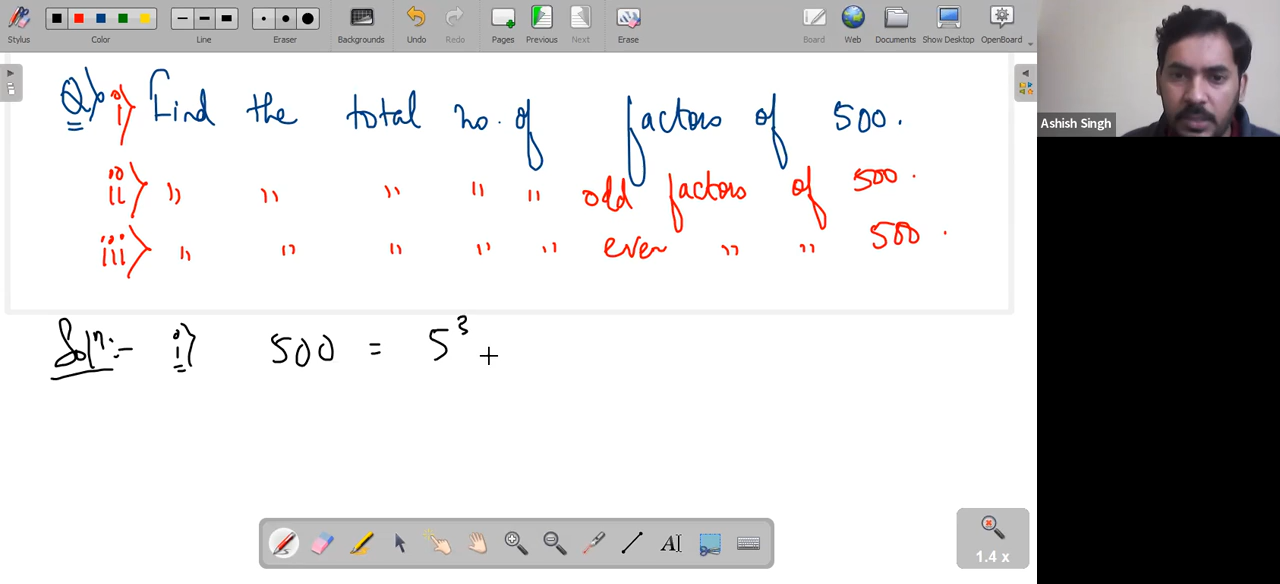 Stylus Color Line Eraser Backgrounds Undo Redo Pages Previous Next Erase Board Web Documents Show Desktop OpenBoard
Q) i) Find the total no. of factors of 500.
ii) " " " " " odd factors of 500.
iii) " " " " " even " " 500.
Ashish Singh
Solⁿ:- i) 500 = 5³
AI
1.4 x